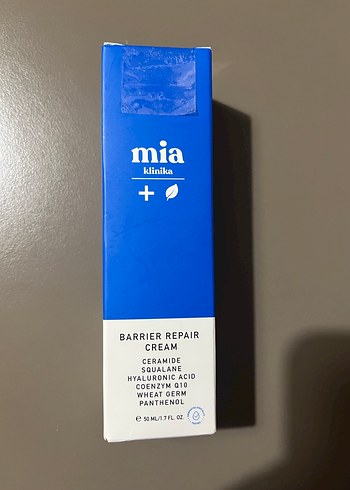 mia
klinika
BARRIER REPAIR
CREAM
CERAMIDE
SQUALANE
HYALURONIC ACID
COENZYM Q10
WHEAT GERM
PANTHENOL
℮ 50 ML/1.7 FL. OZ.